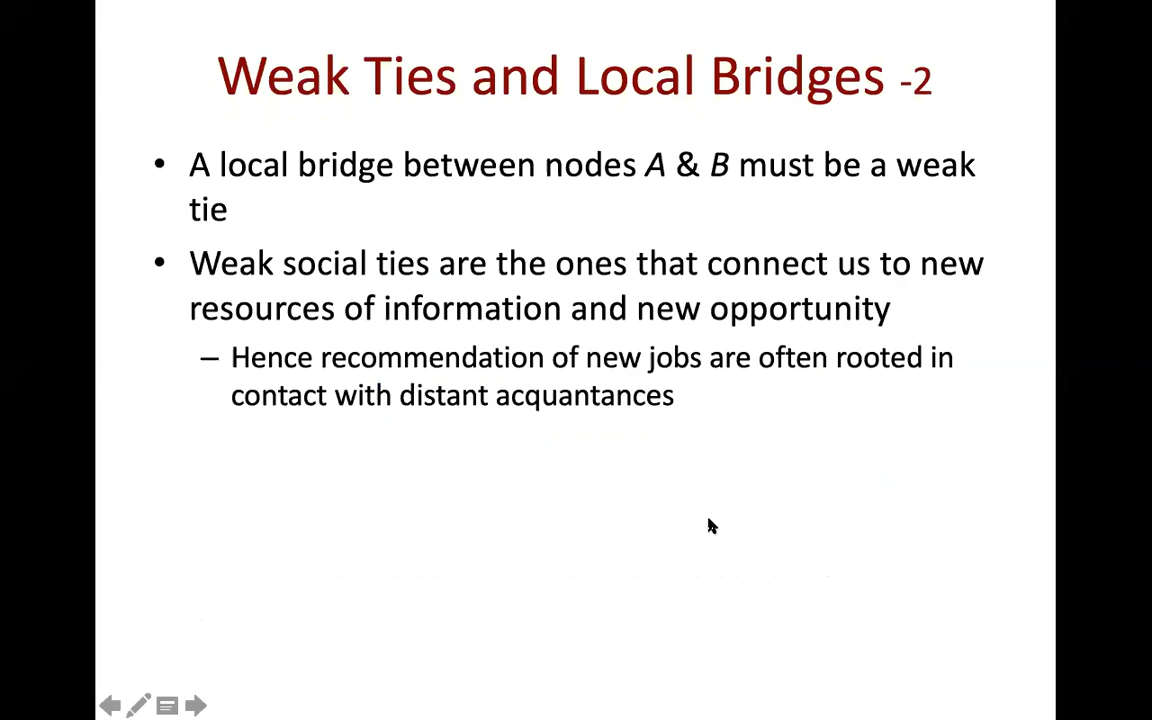 Weak Ties and Local Bridges -2
• A local bridge between nodes A & B must be a weak
tie
• Weak social ties are the ones that connect us to new
resources of information and new opportunity
– Hence recommendation of new jobs are often rooted in
contact with distant acquantances